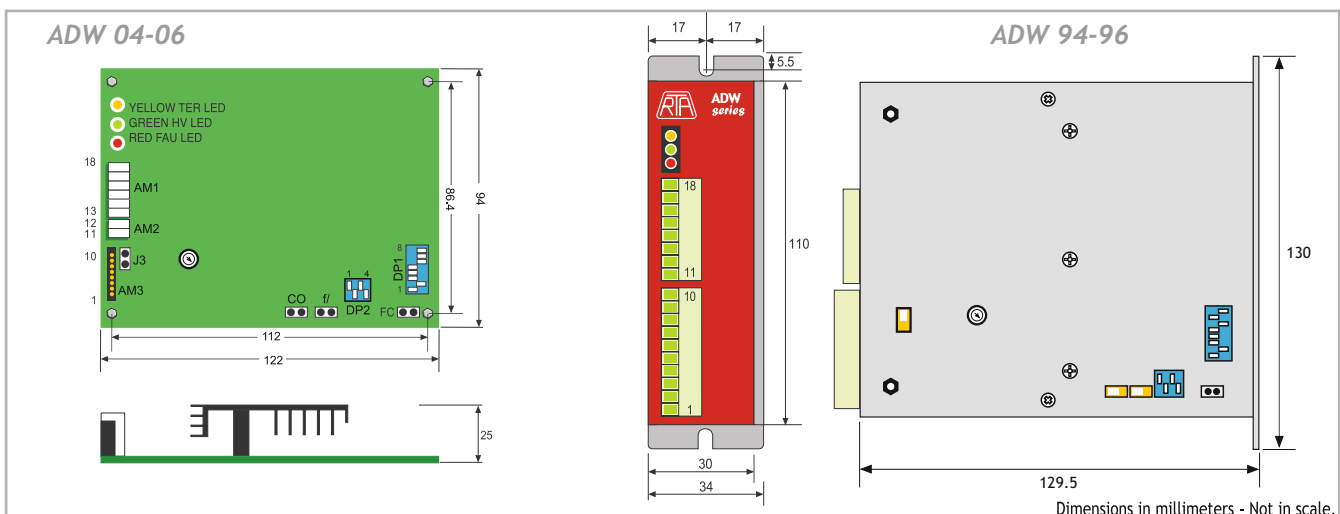 ADW 04-06
YELLOW TER LED
GREEN HV LED
RED FAU LED
18
AM1
13
12
AM2
11
10
J3
AM3
1
CO
f/
1 4
DP2
8
DP1
1
FC
86.4
94
112
122
25
17
17
5.5
RTA
ADW
series
18
11
10
1
110
30
34
ADW 94-96
130
129.5
Dimensions in millimeters - Not in scale.